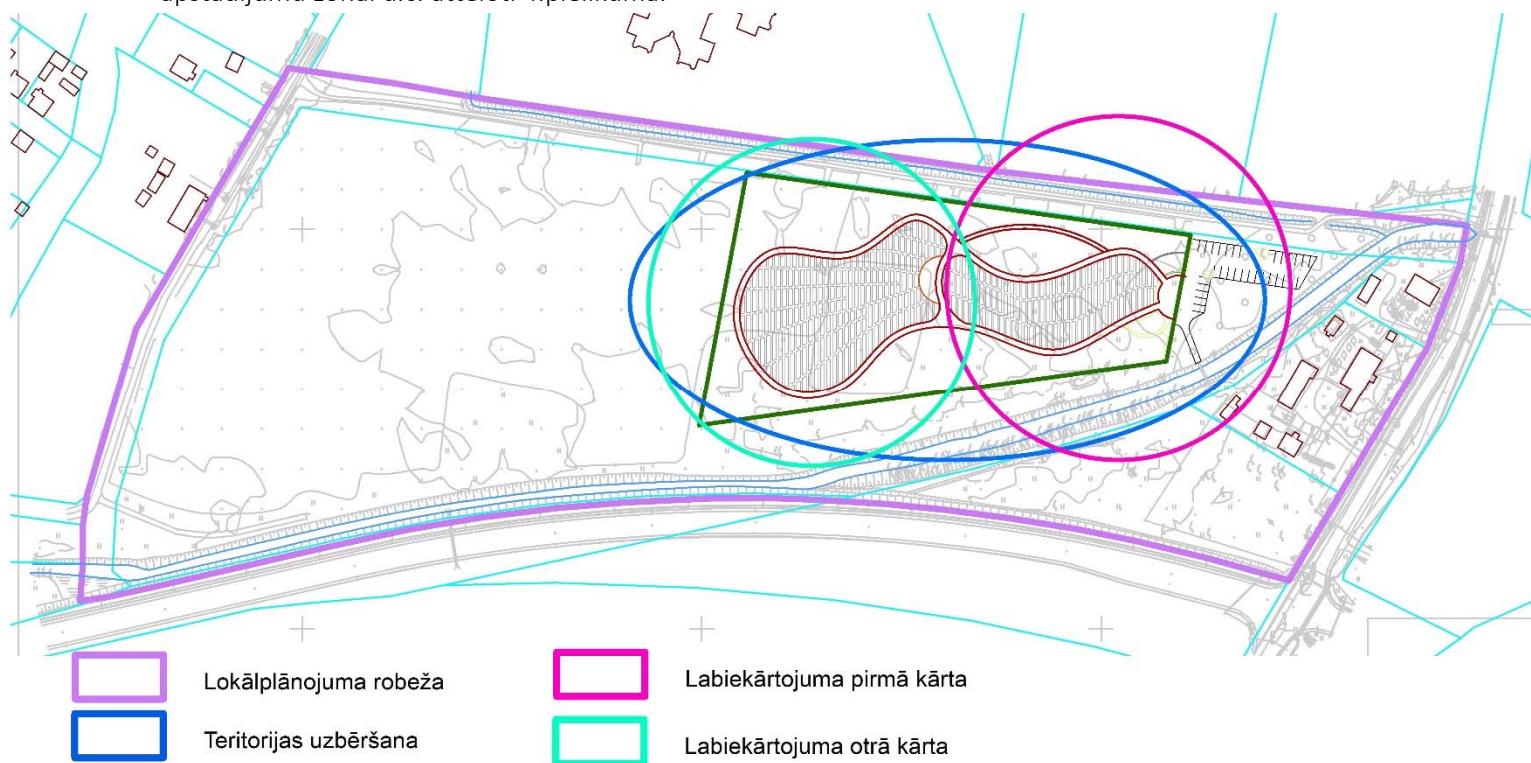 Lokālplānojuma robeža
Teritorijas uzbēršana
Labiekārtojuma pirmā kārta
Labiekārtojuma otrā kārta